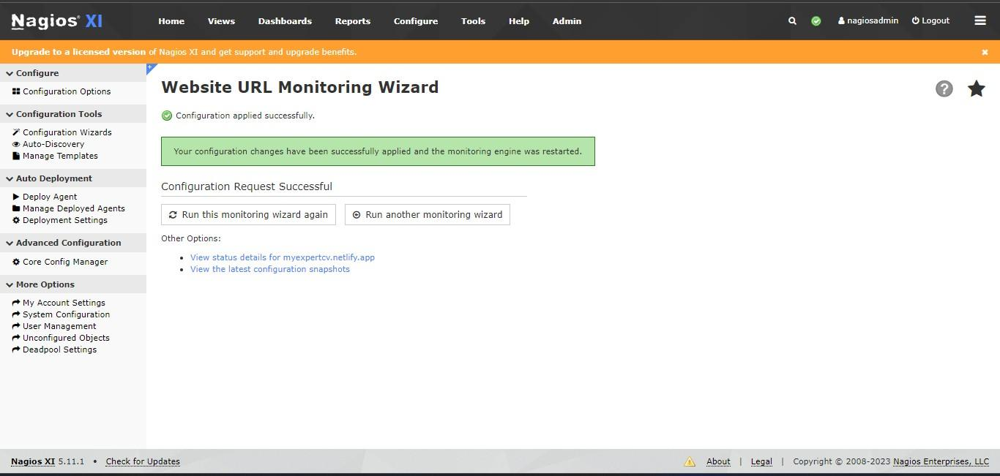 Nagios® XI Home Views Dashboards Reports Configure Tools Help Admin nagiosadmin Logout
Upgrade to a licensed version of Nagios XI and get support and upgrade benefits.
Configure
Configuration Options
Configuration Tools
Configuration Wizards
Auto-Discovery
Manage Templates
Auto Deployment
Deploy Agent
Manage Deployed Agents
Deployment Settings
Advanced Configuration
Core Config Manager
More Options
My Account Settings
System Configuration
User Management
Unconfigured Objects
Deadpool Settings
Website URL Monitoring Wizard
Configuration applied successfully.
Your configuration changes have been successfully applied and the monitoring engine was restarted.
Configuration Request Successful
Run this monitoring wizard again Run another monitoring wizard
Other Options:
• View status details for myexpertcv.netlify.app
• View the latest configuration snapshots
Nagios XI 5.11.1 • Check for Updates About | Legal | Copyright © 2008-2023 Nagios Enterprises, LLC